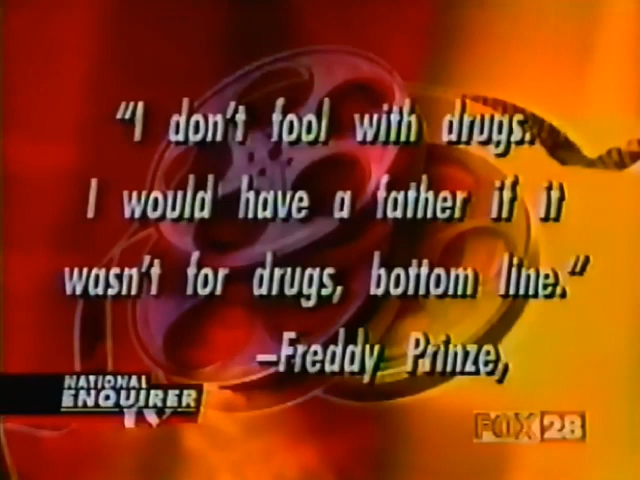 “I don't fool with drugs.
I would have a father if it
wasn't for drugs, bottom line.”
–Freddy Prinze,
NATIONAL
ENQUIRER
TV
FOX 28